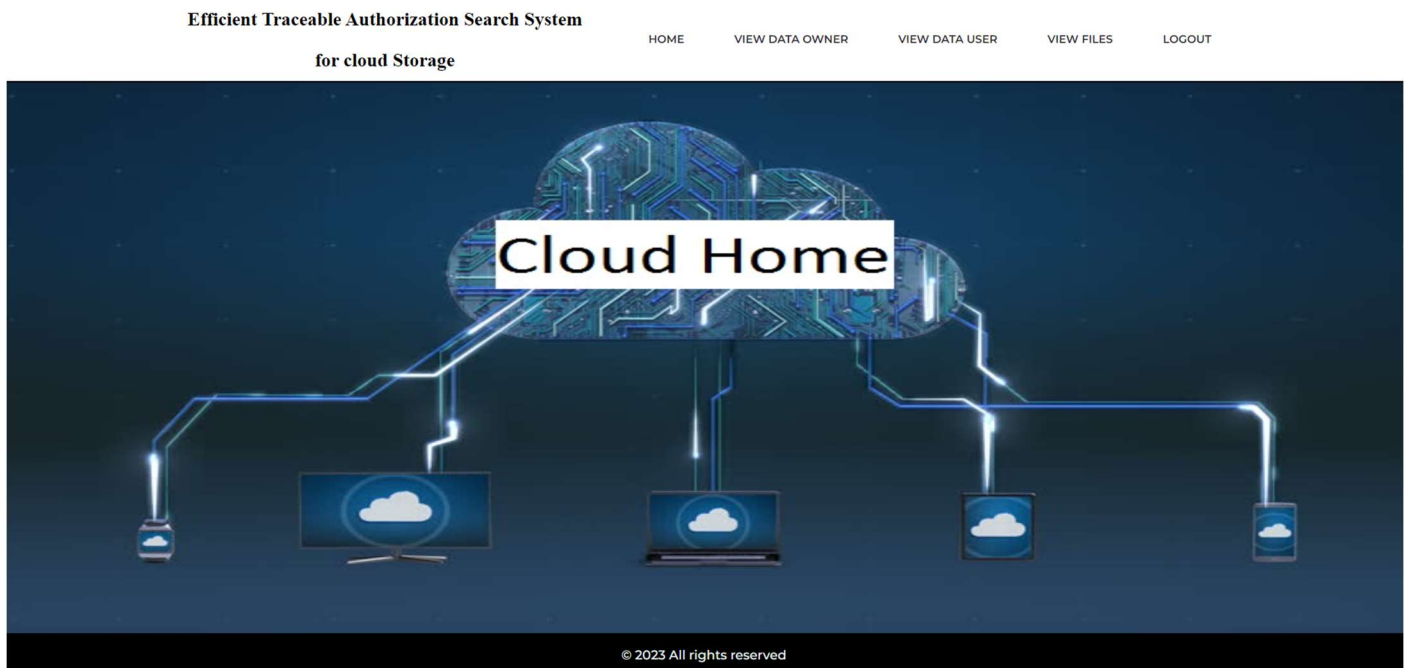 Efficient Traceable Authorization Search System
for cloud Storage
HOME VIEW DATA OWNER VIEW DATA USER VIEW FILES LOGOUT
Cloud Home
© 2023 All rights reserved